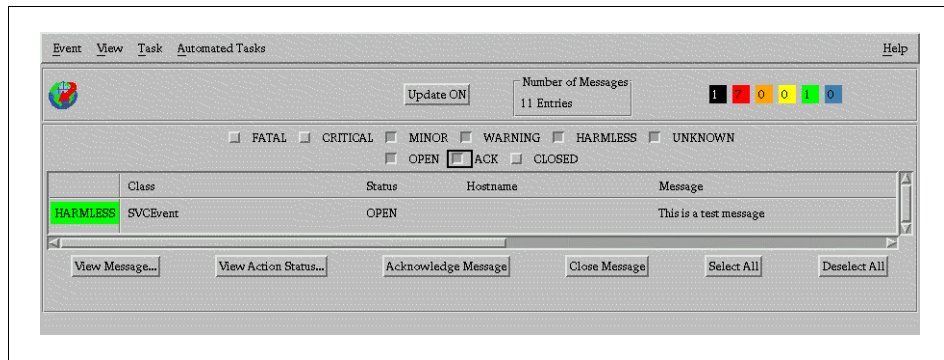 Event View Task Automated Tasks Help
Update ON Number of Messages 1 7 0 0 1 0
11 Entries
FATAL CRITICAL MINOR WARNING HARMLESS UNKNOWN
OPEN ACK CLOSED
Class Status Hostname Message
HARMLESS SVCEvent OPEN This is a test message
View Message... View Action Status... Acknowledge Message Close Message Select All Deselect All